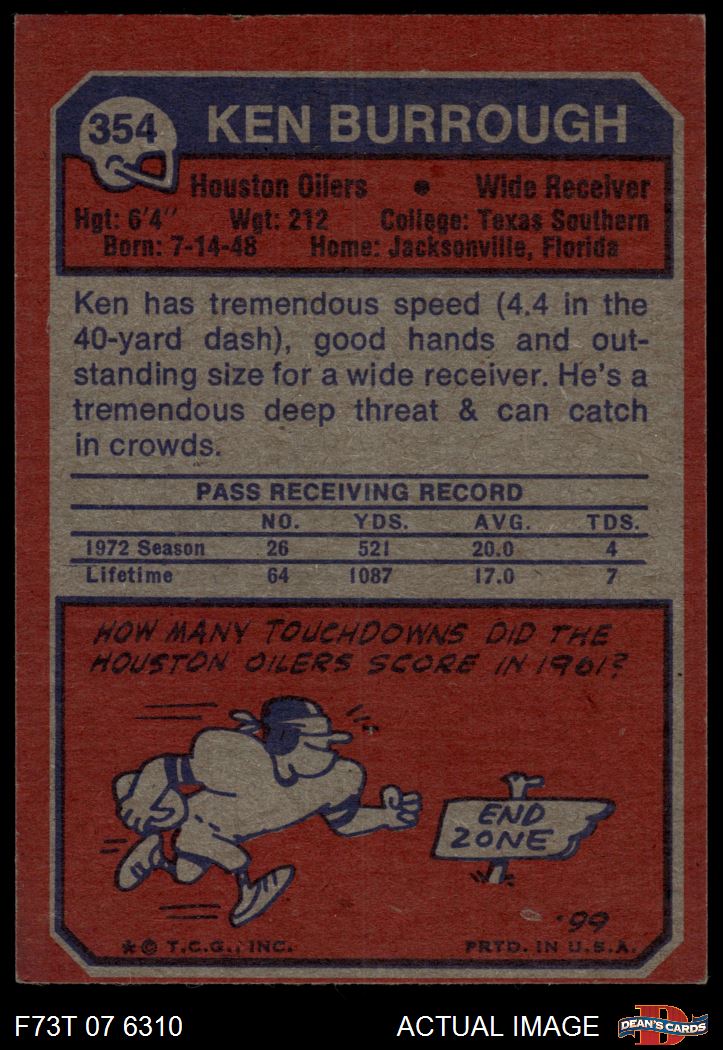 354
KEN BURROUGH
Houston Oilers • Wide Receiver
Hgt: 6'4" Wgt: 212 College: Texas Southern
Born: 7-14-48 Home: Jacksonville, Florida
Ken has tremendous speed (4.4 in the
40-yard dash), good hands and out-
standing size for a wide receiver. He's a
tremendous deep threat & can catch
in crowds.
PASS RECEIVING RECORD
NO. YDS. AVG. TDS.
1972 Season 26 521 20.0 4
Lifetime 64 1087 17.0 7
HOW MANY TOUCHDOWNS DID THE
HOUSTON OILERS SCORE IN 1961?
END
ZONE
'99
* © T.C.G., INC. PRTD. IN U.S.A.
F73T 07 6310 ACTUAL IMAGE
D
DEAN'S CARDS